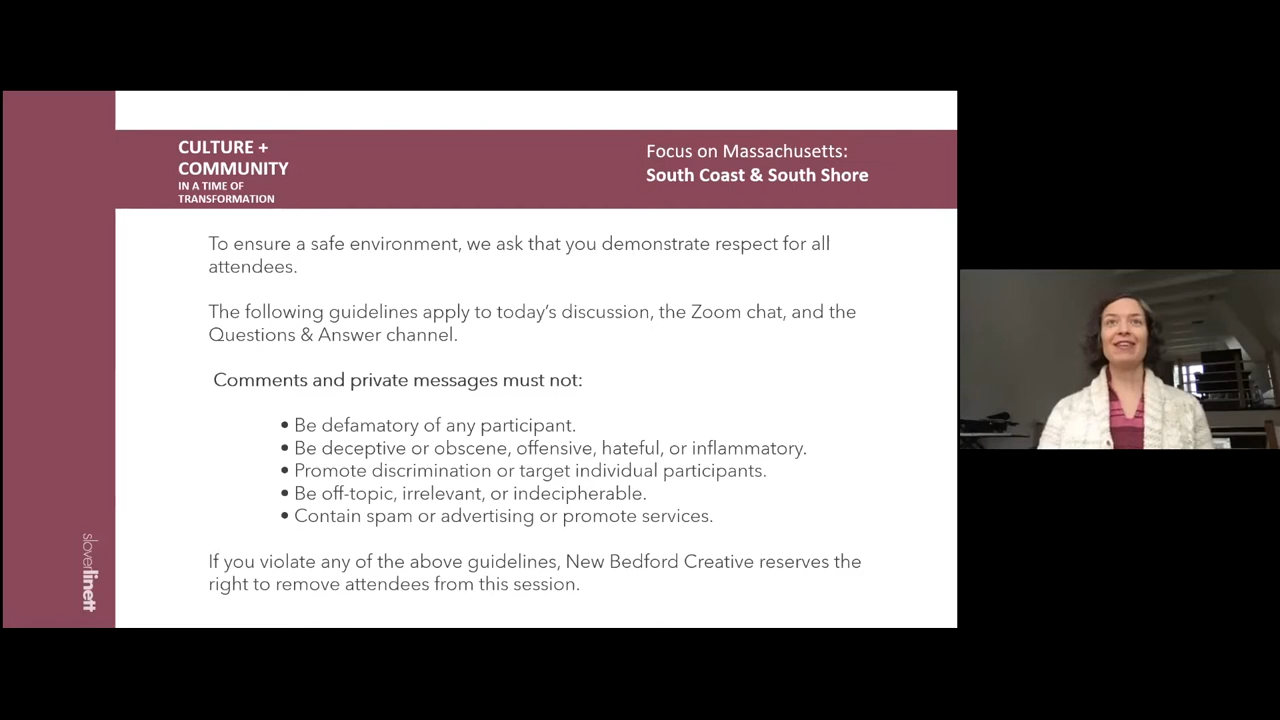 CULTURE +
COMMUNITY
IN A TIME OF
TRANSFORMATION
Focus on Massachusetts:
South Coast & South Shore
To ensure a safe environment, we ask that you demonstrate respect for all
attendees.
The following guidelines apply to today’s discussion, the Zoom chat, and the
Questions & Answer channel.
Comments and private messages must not:
• Be defamatory of any participant.
• Be deceptive or obscene, offensive, hateful, or inflammatory.
• Promote discrimination or target individual participants.
• Be off-topic, irrelevant, or indecipherable.
• Contain spam or advertising or promote services.
If you violate any of the above guidelines, New Bedford Creative reserves the
right to remove attendees from this session.
sloverlinett